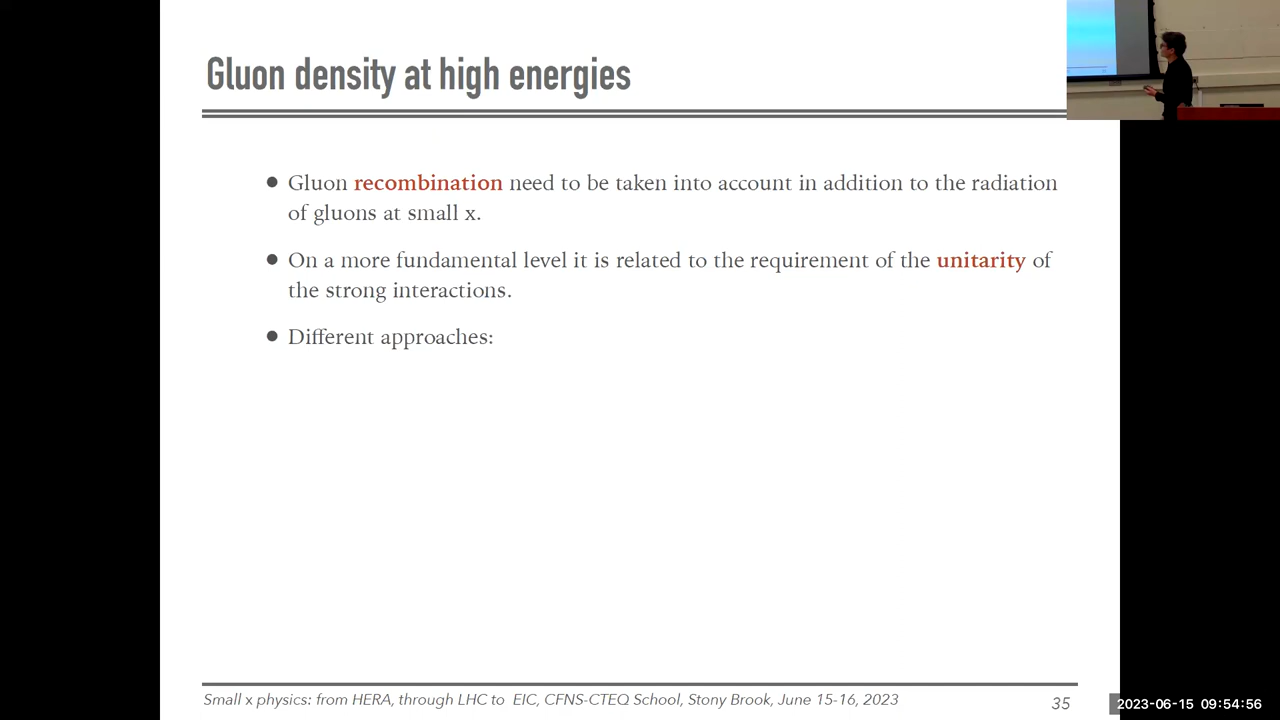 Gluon density at high energies
● Gluon recombination need to be taken into account in addition to the radiation
of gluons at small x.
● On a more fundamental level it is related to the requirement of the unitarity of
the strong interactions.
● Different approaches:
Small x physics: from HERA, through LHC to EIC, CFNS-CTEQ School, Stony Brook, June 15-16, 2023
35
2023-06-15 09:54:56